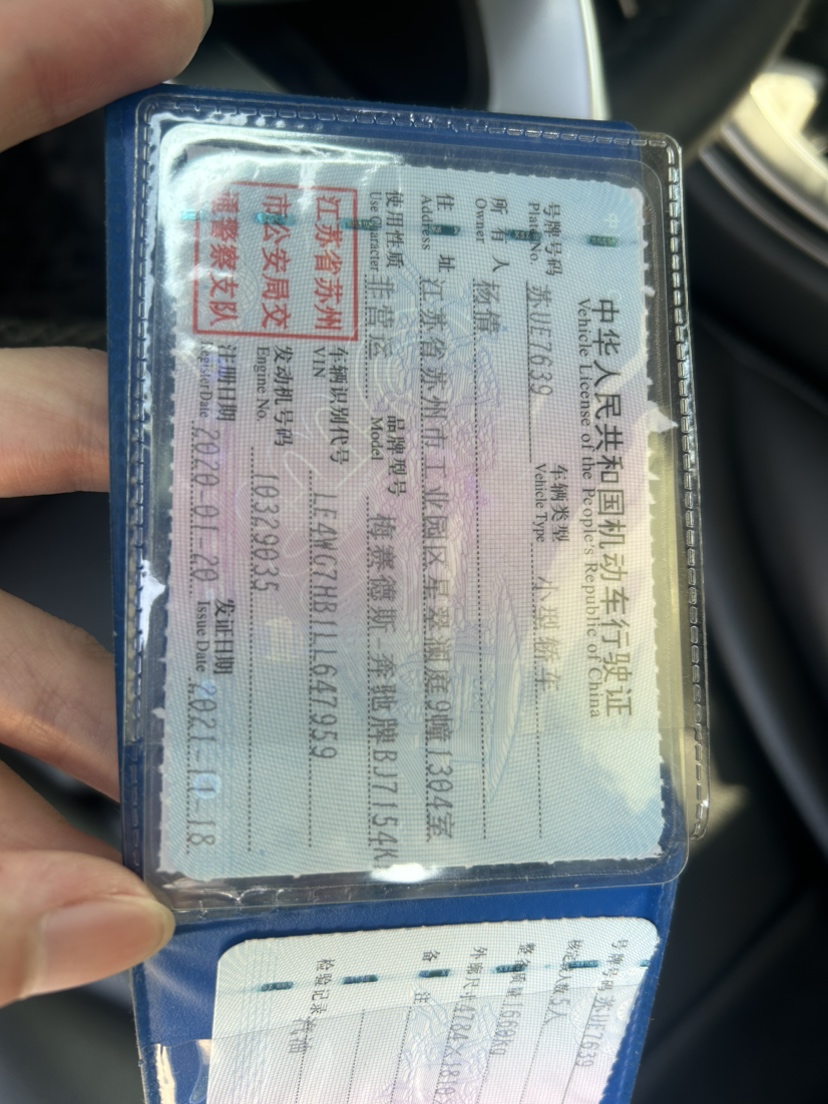 中华人民共和国机动车行驶证
Vehicle License of the People's Republic of China
号牌号码 苏UE7639 车辆类型 小型轿车
Plate No. Vehicle Type
所有人 杨倩
Owner
住址 江苏省苏州市工业园区星翠澜庭9幢1304室
Address
使用性质 非营运 品牌型号 梅赛德斯-奔驰牌BJ7154K
Use Character Model
江苏省苏州
市公安局交
通警察支队
车辆识别代号 LE4WG7HB1LL647959
VIN
发动机号码 10329035
Engine No.
注册日期 2020-01-20 发证日期 2021-11-18
Register Date Issue Date
号牌号码 苏UE7639
核定载人数 5人
整备质量 1660kg
外廓尺寸 4784×1810×
备注
检验记录 汽油